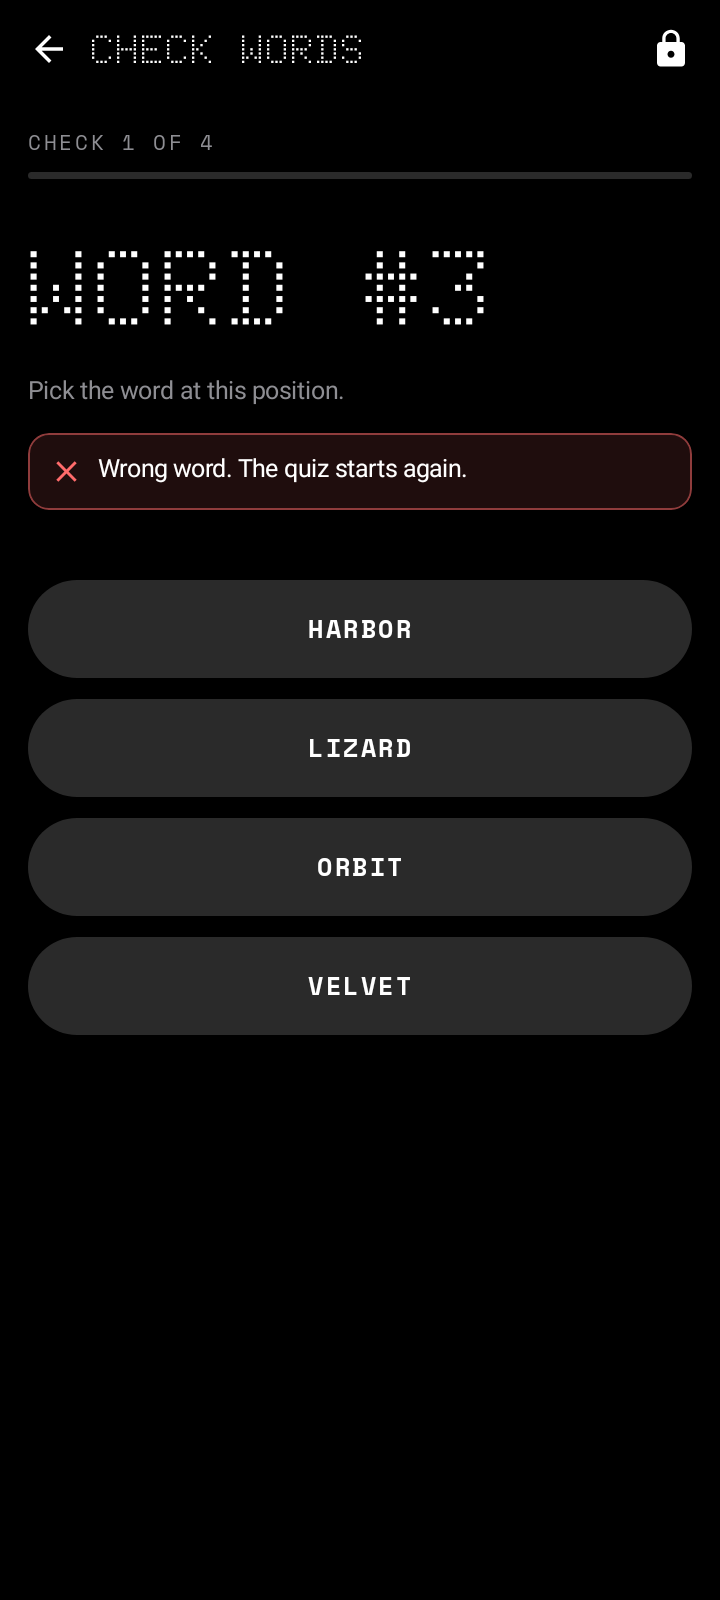 CHECK WORDS
CHECK 1 OF 4
WORD #3
Pick the word at this position.
Wrong word. The quiz starts again.
HARBOR
LIZARD
ORBIT
VELVET